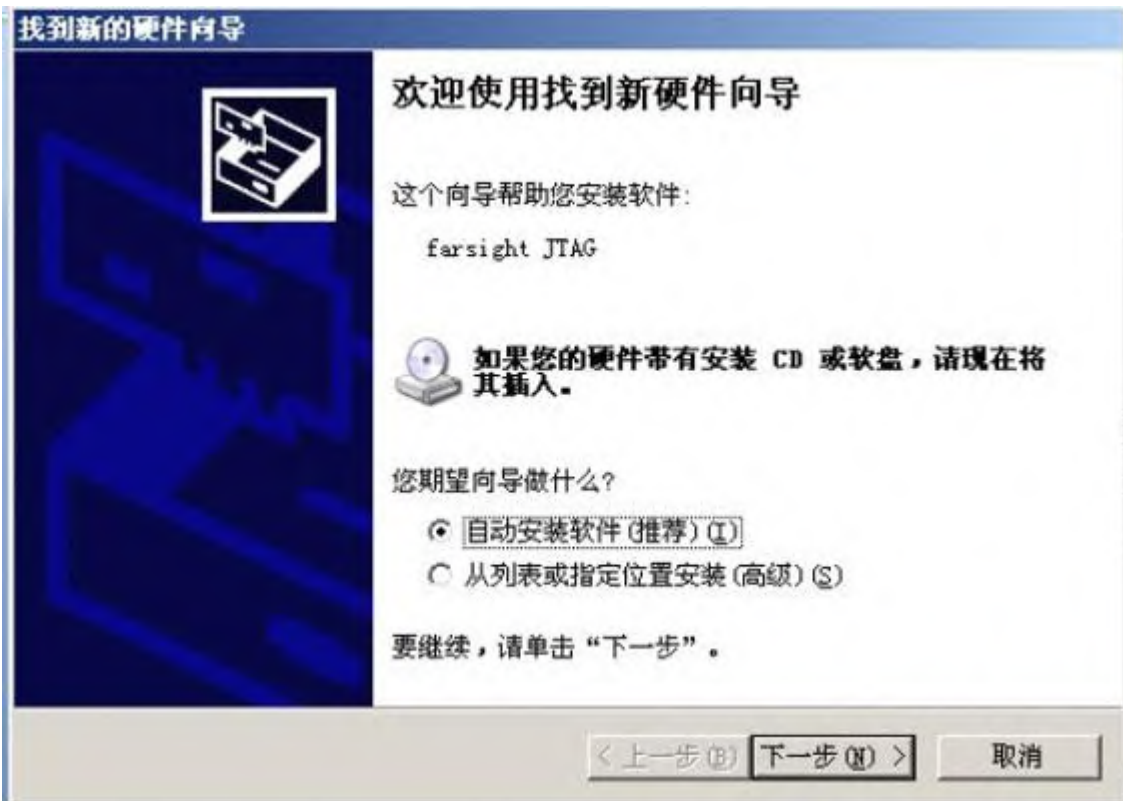 找到新的硬件向导
欢迎使用找到新硬件向导
这个向导帮助您安装软件:
farsight JTAG
如果您的硬件带有安装 CD 或软盘，请现在将
其插入。
您期望向导做什么?
自动安装软件(推荐)(I)
从列表或指定位置安装(高级)(S)
要继续，请单击“下一步”。
< 上一步(B) 下一步(N) > 取消